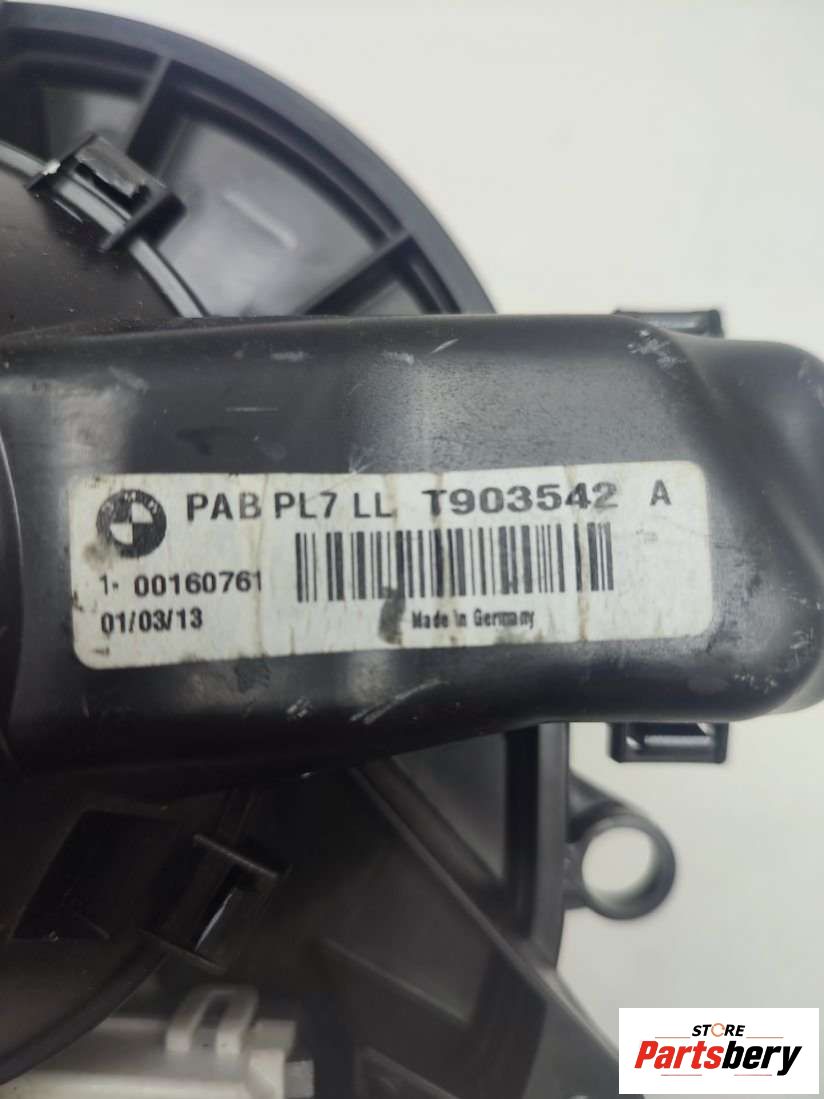 PAB PL7 LL T903542 A
1- 00160761
01/03/13
Made in Germany
STORE
Partsbery